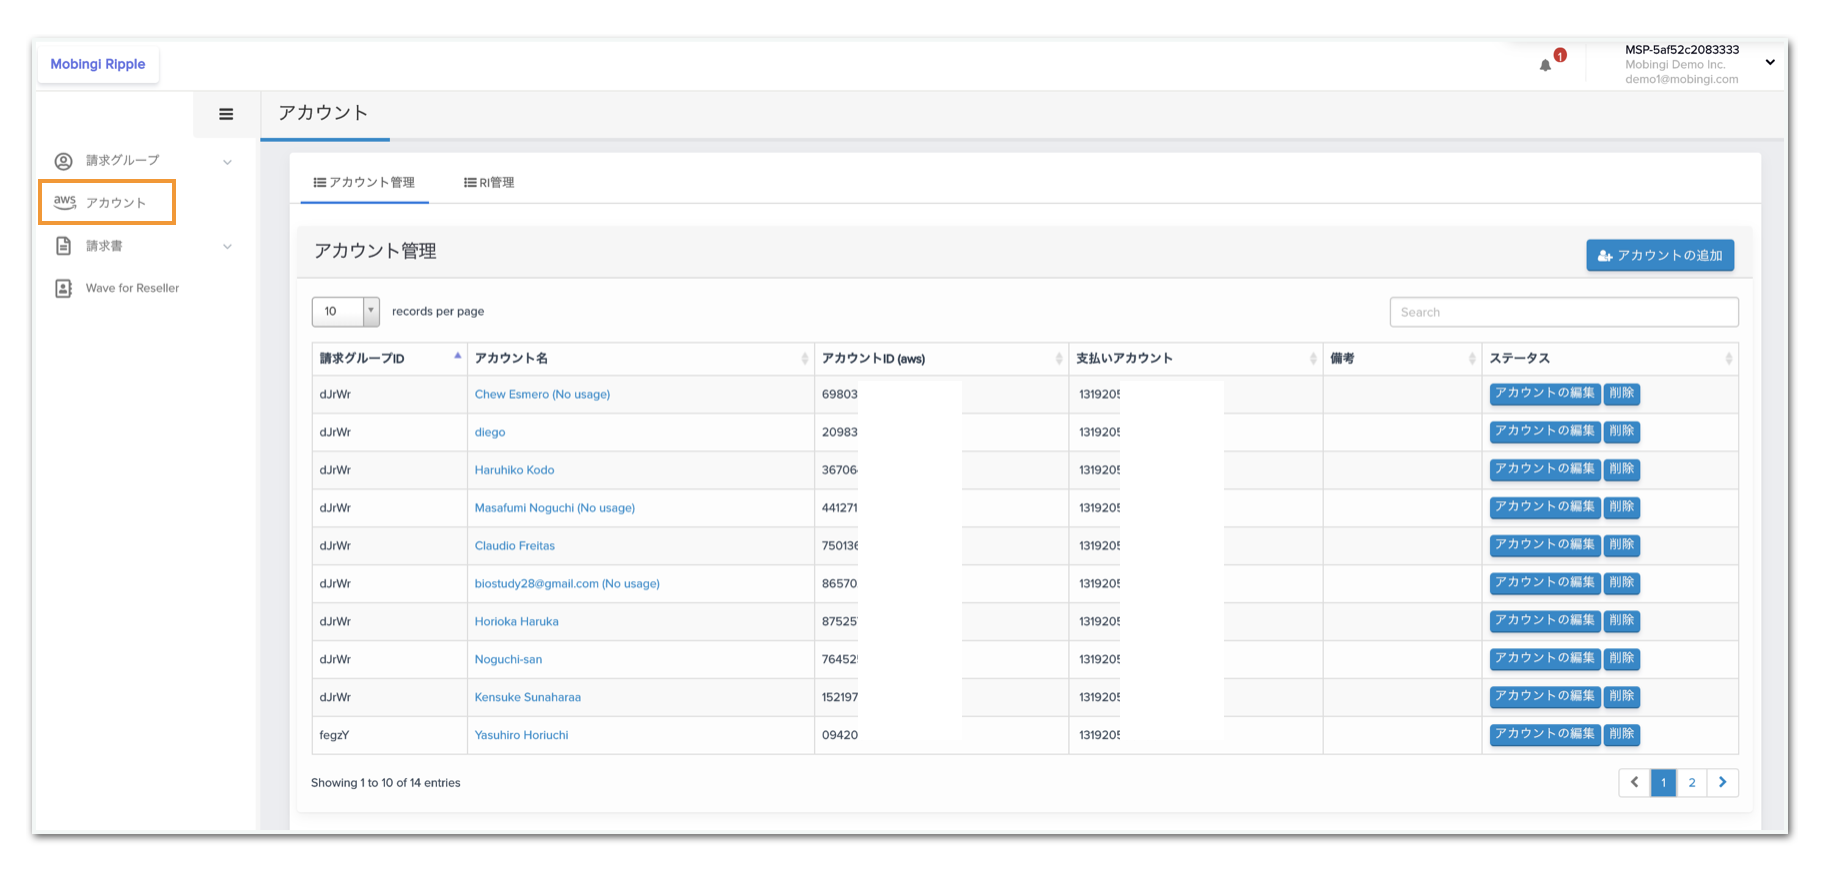 Mobingi Ripple
1
MSP-5af52c2083333
Mobingi Demo Inc.
demo1@mobingi.com
アカウント
請求グループ
aws アカウント
請求書
Wave for Reseller
アカウント管理 RI管理
アカウント管理
アカウントの追加
10 records per page
Search
請求グループID アカウント名 アカウントID (aws) 支払いアカウント 備考 ステータス
dJrWr Chew Esmero (No usage) 69803 131920 アカウントの編集 削除
dJrWr diego 20983 131920 アカウントの編集 削除
dJrWr Haruhiko Kodo 36706 131920 アカウントの編集 削除
dJrWr Masafumi Noguchi (No usage) 441271 131920 アカウントの編集 削除
dJrWr Claudio Freitas 75013 131920 アカウントの編集 削除
dJrWr biostudy28@gmail.com (No usage) 86570 131920 アカウントの編集 削除
dJrWr Horioka Haruka 87525 131920 アカウントの編集 削除
dJrWr Noguchi-san 76452 131920 アカウントの編集 削除
dJrWr Kensuke Sunaharaa 152197 131920 アカウントの編集 削除
fegzY Yasuhiro Horiuchi 09420 131920 アカウントの編集 削除
Showing 1 to 10 of 14 entries
1 2